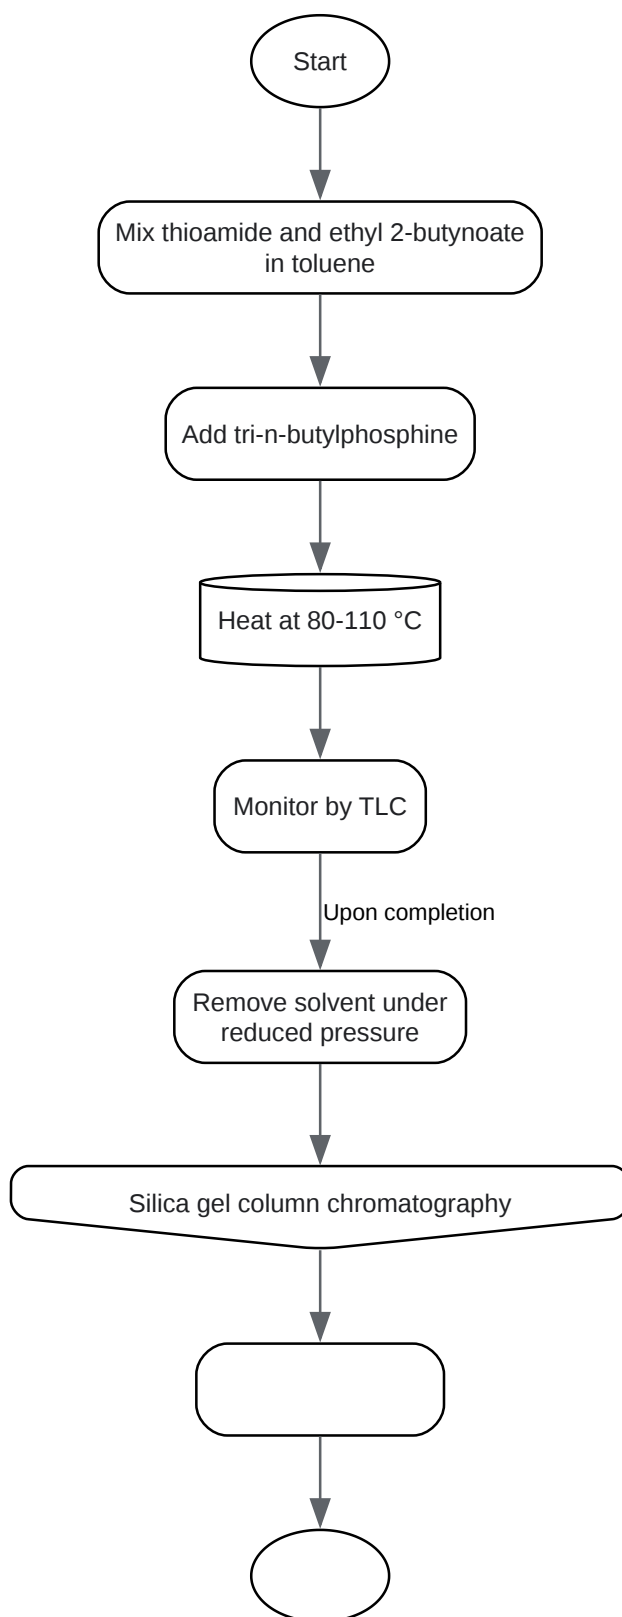 Start
Mix thioamide and ethyl 2-butynoate
in toluene
Add tri-n-butylphosphine
Heat at 80-110 °C
Monitor by TLC
Upon completion
Remove solvent under
reduced pressure
Silica gel column chromatography